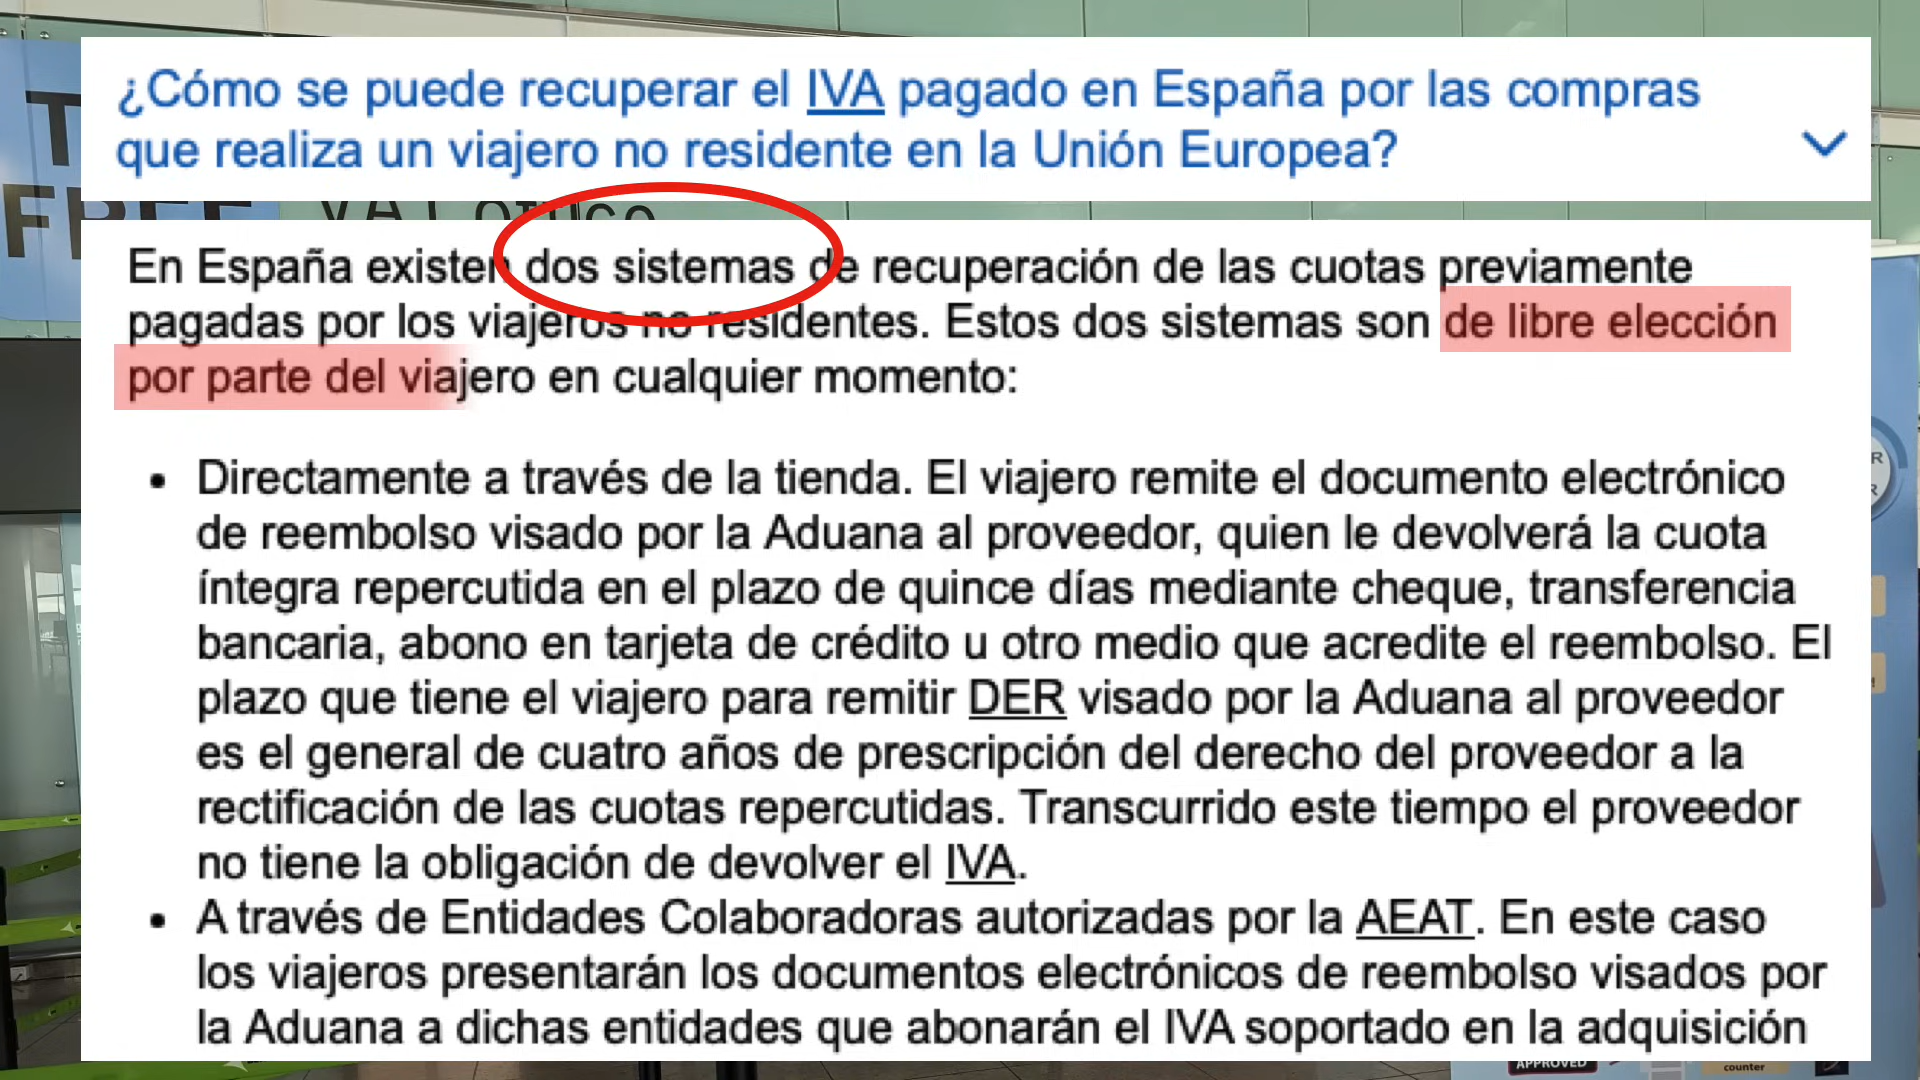 ¿Cómo se puede recuperar el IVA pagado en España por las compras
que realiza un viajero no residente en la Unión Europea?
FREE VAT office
En España existen dos sistemas de recuperación de las cuotas previamente
pagadas por los viajeros no residentes. Estos dos sistemas son de libre elección
por parte del viajero en cualquier momento:
• Directamente a través de la tienda. El viajero remite el documento electrónico
de reembolso visado por la Aduana al proveedor, quien le devolverá la cuota
íntegra repercutida en el plazo de quince días mediante cheque, transferencia
bancaria, abono en tarjeta de crédito u otro medio que acredite el reembolso. El
plazo que tiene el viajero para remitir DER visado por la Aduana al proveedor
es el general de cuatro años de prescripción del derecho del proveedor a la
rectificación de las cuotas repercutidas. Transcurrido este tiempo el proveedor
no tiene la obligación de devolver el IVA.
• A través de Entidades Colaboradoras autorizadas por la AEAT. En este caso
los viajeros presentarán los documentos electrónicos de reembolso visados por
la Aduana a dichas entidades que abonarán el IVA soportado en la adquisición
APPROVED
counter